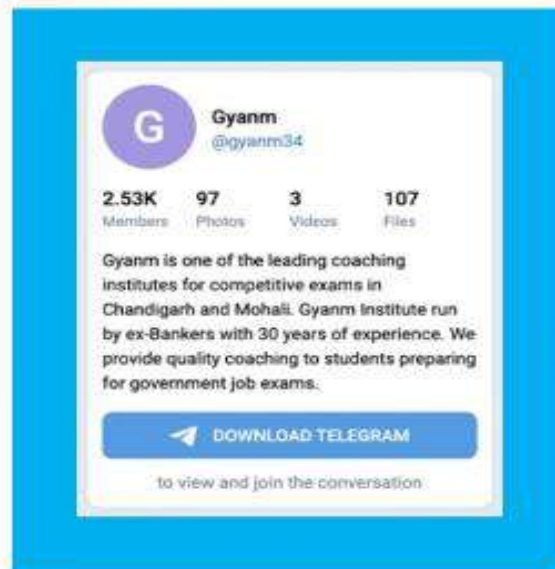 G
Gyanm
@gyanm34
2.53K 97 3 107
Members Photos Videos Files
Gyanm is one of the leading coaching
institutes for competitive exams in
Chandigarh and Mohali. Gyanm Institute run
by ex-Bankers with 30 years of experience. We
provide quality coaching to students preparing
for government job exams.
DOWNLOAD TELEGRAM
to view and join the conversation